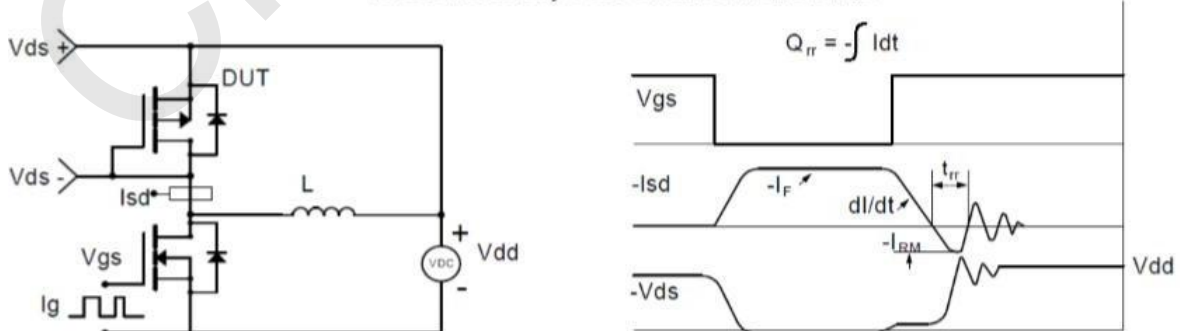 Vds +
DUT
Vds -
Isd
L
Vgs
+
Vdd
VDC
-
Ig
Qrr = -∫ Idt
Vgs
trr
-Isd
-IF
dI/dt
-IRM
Vdd
-Vds